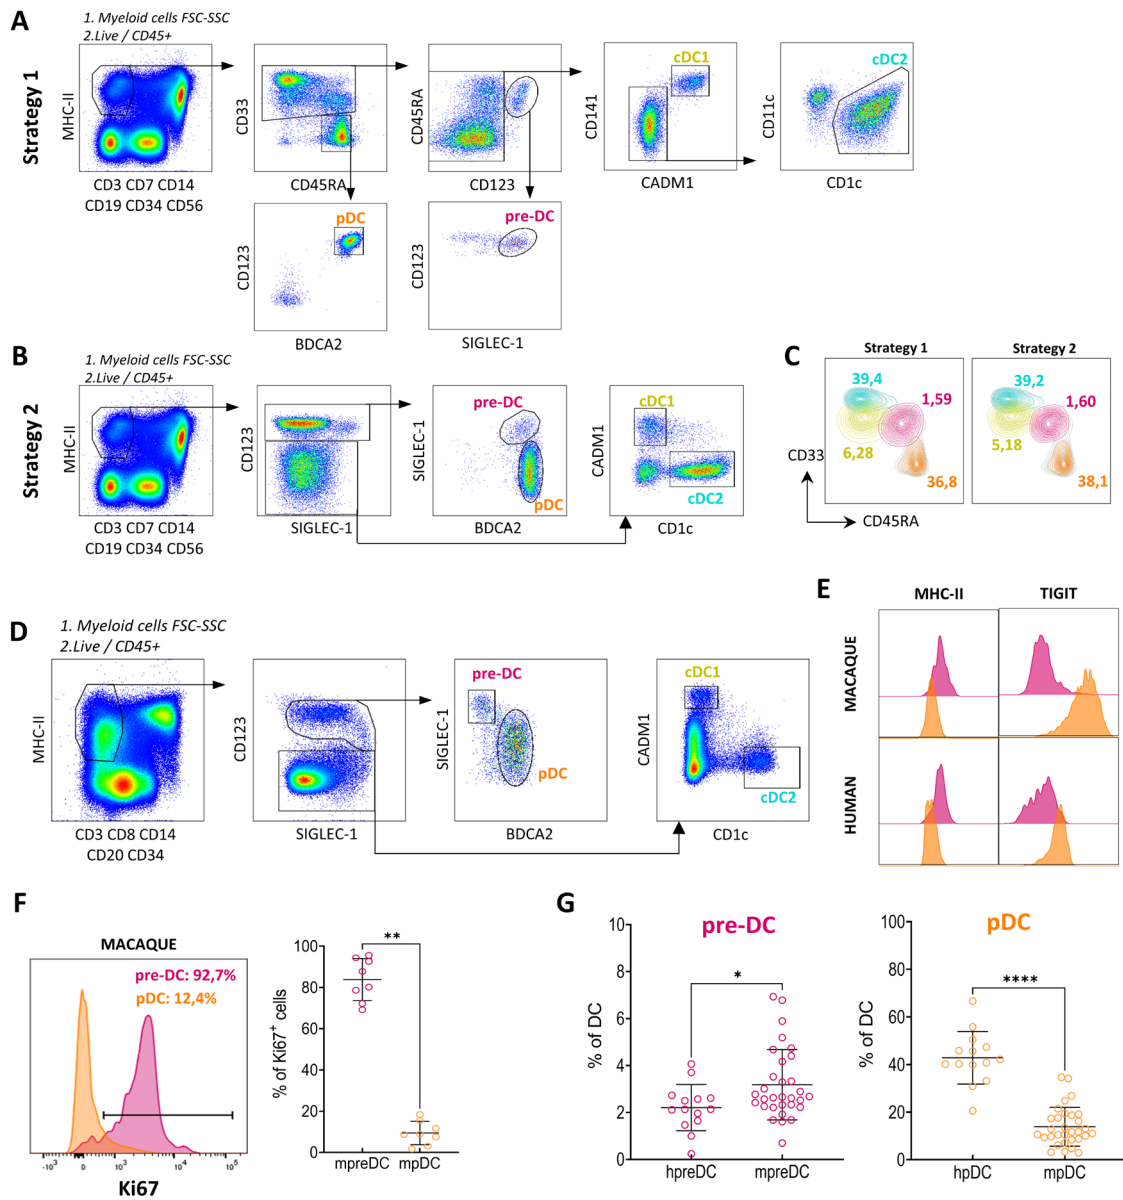 A
1. Myeloid cells FSC-SSC
2.Live / CD45+
Strategy 1
MHC-II
CD3 CD7 CD14
CD19 CD34 CD56
CD33
CD45RA
CD45RA
CD123
CD141
cDC1
CADM1
CD11c
cDC2
CD1c
CD123
pDC
BDCA2
CD123
pre-DC
SIGLEC-1
B
1. Myeloid cells FSC-SSC
2.Live / CD45+
Strategy 2
MHC-II
CD3 CD7 CD14
CD19 CD34 CD56
CD123
SIGLEC-1
SIGLEC-1
pre-DC
pDC
BDCA2
CADM1
cDC1
cDC2
CD1c
C
Strategy 1
Strategy 2
39,4
1,59
6,28
36,8
39,2
1,60
5,18
38,1
CD33
CD45RA
D
1. Myeloid cells FSC-SSC
2.Live / CD45+
MHC-II
CD3 CD8 CD14
CD20 CD34
CD123
SIGLEC-1
SIGLEC-1
pre-DC
pDC
BDCA2
CADM1
cDC1
cDC2
CD1c
E
MHC-II
TIGIT
MACAQUE
HUMAN
F
MACAQUE
pre-DC: 92,7%
pDC: 12,4%
-10³ 0 10³ 10⁴ 10⁵
Ki67
% of Ki67⁺ cells
100
80
60
40
20
0
**
mpreDC mpDC
G
pre-DC
% of DC
10
8
6
4
2
0
*
hpreDC mpreDC
pDC
% of DC
100
80
60
40
20
0
****
hpDC mpDC